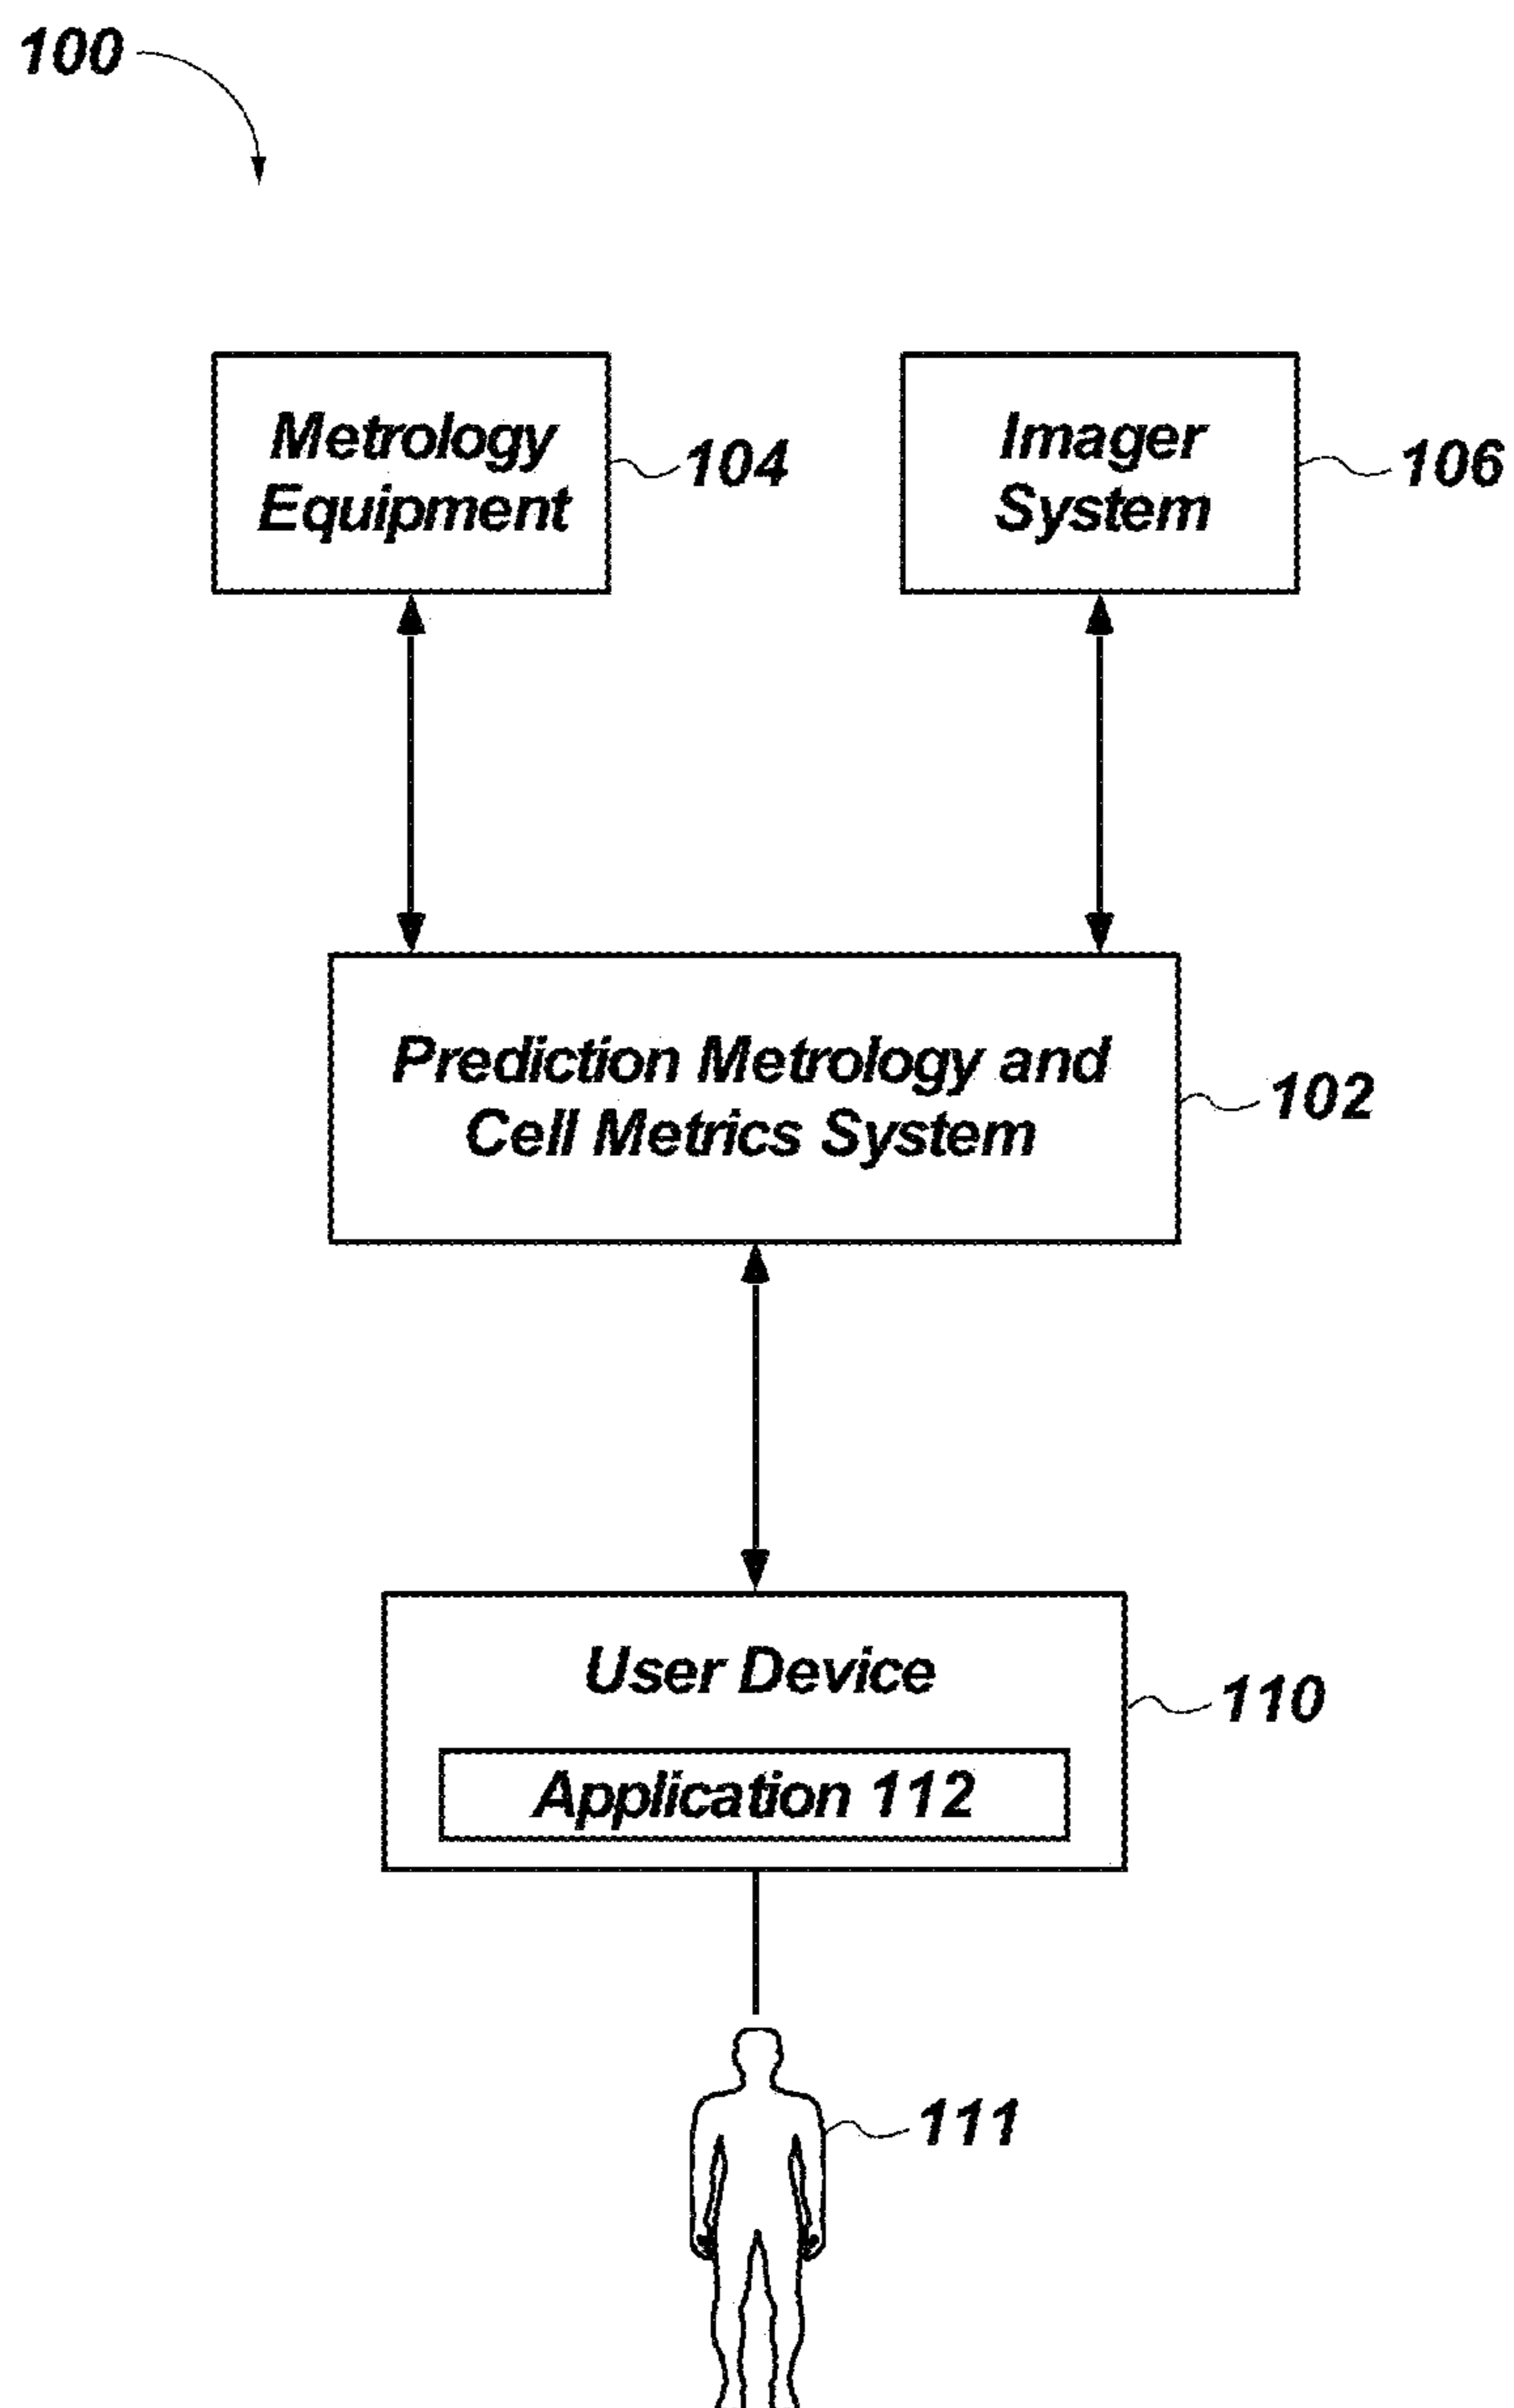 100
Metrology
Equipment
104
Imager
System
106
Prediction Metrology and
Cell Metrics System
102
User Device
110
Application 112
111